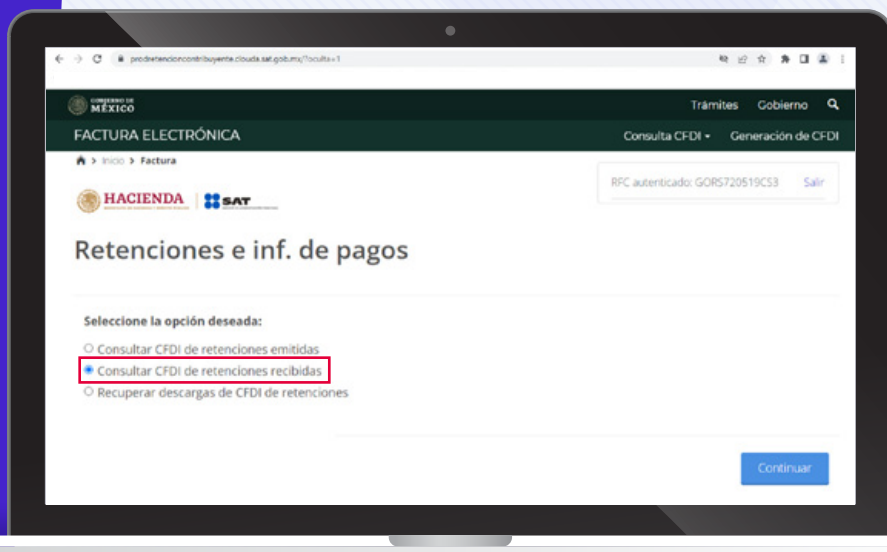 prodretencioncontribuyente.clouda.sat.gob.mx/?oculta=1
GOBIERNO DE
MÉXICO
Trámites Gobierno
FACTURA ELECTRÓNICA
Consulta CFDI Generación de CFDI
Inicio > Factura
RFC autenticado: GORS720519CS3 Salir
HACIENDA
SAT
Retenciones e inf. de pagos
Seleccione la opción deseada:
Consultar CFDI de retenciones emitidas
Consultar CFDI de retenciones recibidas
Recuperar descargas de CFDI de retenciones
Continuar